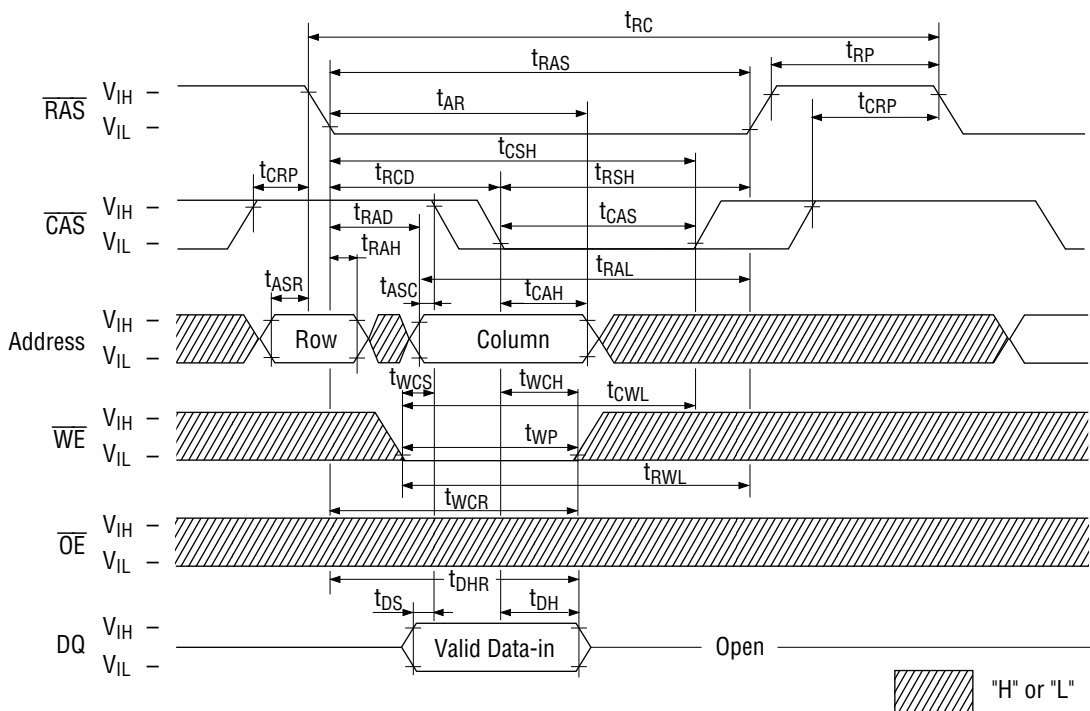 tRC
tRP
tRAS
RAS
VIH –
VIL –
tAR
tCRP
tCSH
tCRP
tRCD
tRSH
CAS
VIH –
VIL –
tRAD
tCAS
tRAH
tRAL
tASR
tASC
tCAH
Address
VIH –
VIL –
Row
Column
tWCS
tWCH
tCWL
WE
VIH –
VIL –
tWP
tRWL
tWCR
OE
VIH –
VIL –
tDHR
tDS
tDH
DQ
VIH –
VIL –
Valid Data-in
Open
"H" or "L"